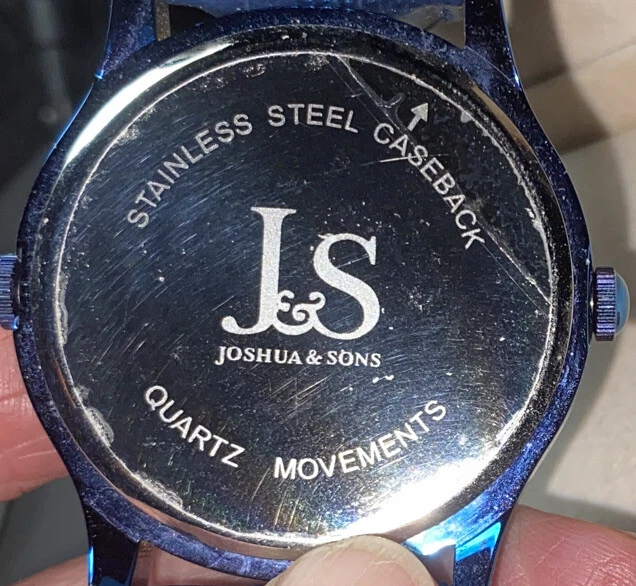 STAINLESS STEEL CASEBACK
J&S
JOSHUA & SONS
QUARTZ MOVEMENTS